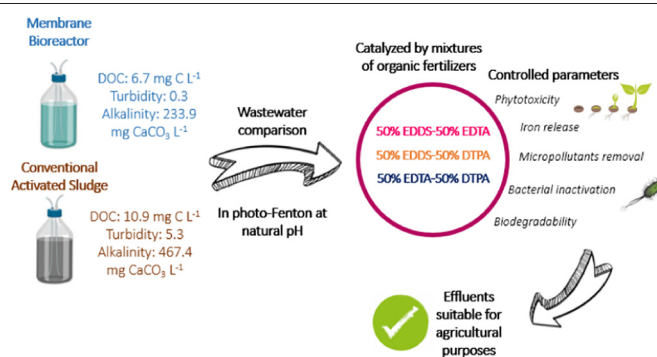 Membrane
Bioreactor
DOC: 6.7 mg C L-1
Turbidity: 0.3
Alkalinity: 233.9
mg CaCO3 L-1
Conventional
Activated Sludge
DOC: 10.9 mg C L-1
Turbidity: 5.3
Alkalinity: 467.4
mg CaCO3 L-1
Wastewater
comparison
In photo-Fenton at
natural pH
Catalyzed by mixtures
of organic fertilizers
50% EDDS-50% EDTA
50% EDDS-50% DTPA
50% EDTA-50% DTPA
Controlled parameters
Phytotoxicity
Iron release
Micropollutants removal
Bacterial inactivation
Biodegradability
Effluents
suitable for
agricultural
purposes